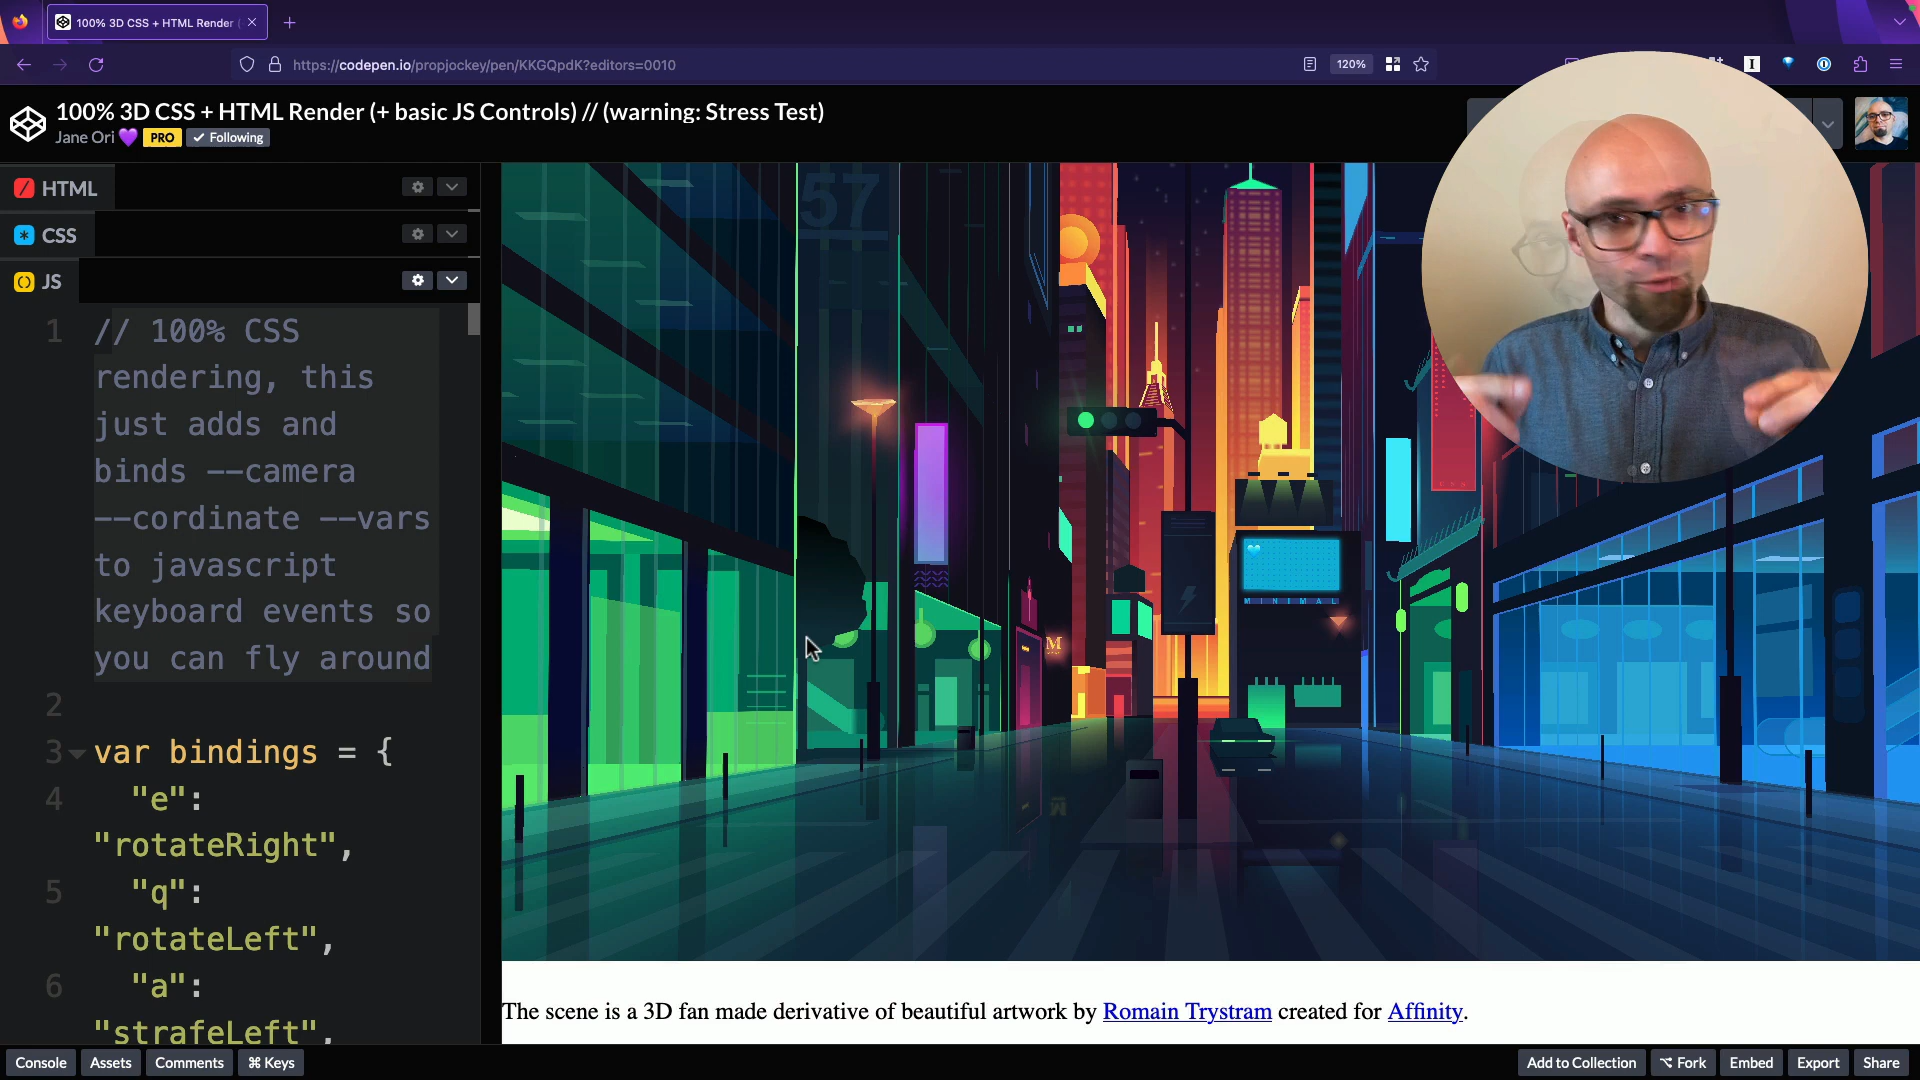 100% 3D CSS + HTML Render (
https://codepen.io/propjockey/pen/KKGQpdK?editors=0010
120%
100% 3D CSS + HTML Render (+ basic JS Controls) // (warning: Stress Test)
Jane Ori💜 PRO ✓ Following
HTML
CSS
JS
1 // 100% CSS
rendering, this
just adds and
binds --camera
--cordinate --vars
to javascript
keyboard events so
you can fly around
2
3 var bindings = {
4 "e":
"rotateRight",
5 "q":
"rotateLeft",
6 "a":
"strafeLeft",
57
M
MINIMAL
The scene is a 3D fan made derivative of beautiful artwork by Romain Trystram created for Affinity.
Console Assets Comments ⌘ Keys
Add to Collection ⌥ Fork Embed Export Share